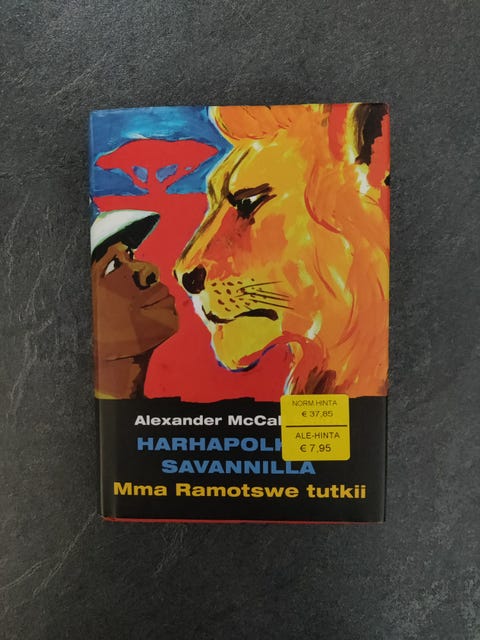 Alexander McCal
NORM.HINTA
€ 37,85
ALE-HINTA
€ 7,95
HARHAPOLK
SAVANNILLA
Mma Ramotswe tutkii